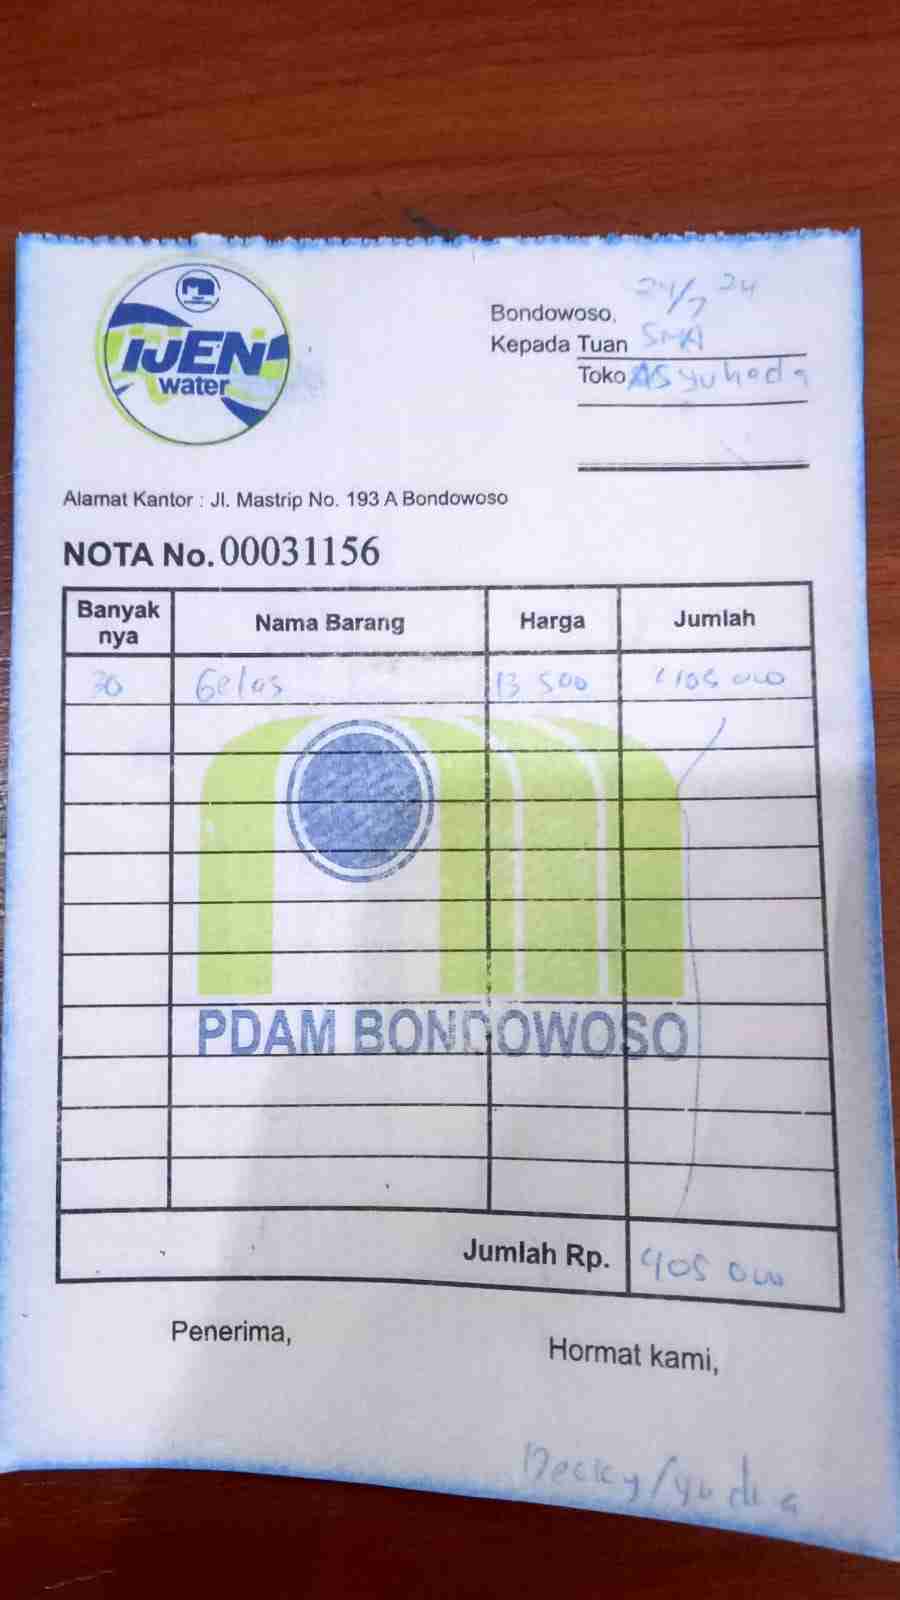 IJEN
water
Bondowoso, 24/7 24
Kepada Tuan SMA
Toko ASyuhada
Alamat Kantor : Jl. Mastrip No. 193 A Bondowoso
NOTA No. 00031156
Banyak nya Nama Barang Harga Jumlah
30 Gelas 13 500 405 000
PDAM BONDOWOSO
Jumlah Rp. 405 000
Penerima,
Hormat kami,
Decky/yudia